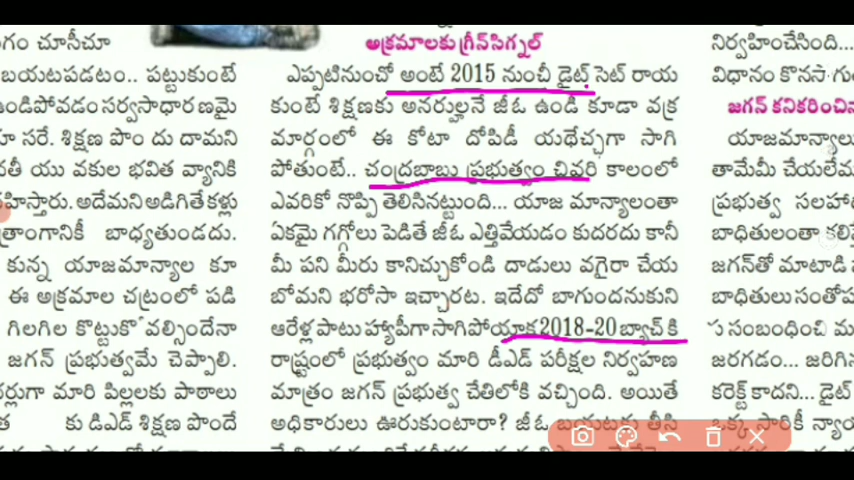 గం చూసీచూ
బయటపడటం.. పట్టుకుంటే
ఉండిపోవడం సర్వసాధారణమై
సరే. శిక్షణ పొం దు దామని
యు వకుల భవిత వ్యానికి
అదేమని అడిగితే కళ్లు
త్రాంగానికీ బాధ్యతుండదు.
కున్న యాజమాన్యాల కూ
ఈ అక్రమాల చట్రంలో పడి
గిలగిల కొట్టుకో వల్సిందేనా
జగన్ ప్రభుత్వమే చెప్పాలి.
మారి పిల్లలకు పాఠాలు
కు డిఎడ్ శిక్షణ పొందే
అక్రమాలకు గ్రీన్ సిగ్నల్
ఎప్పటినుంచో అంటే 2015 నుంచీ డైట్ సెట్ రాయ
కుంటే శిక్షణకు అనర్హులనే జీఓ ఉండి కూడా వక్ర
మార్గంలో ఈ కోటా దోపిడీ యథేచ్ఛగా సాగి
పోతుంటే.. చంద్రబాబు ప్రభుత్వం చివరి కాలంలో
ఎవరికో నొప్పి తెలిసినట్టుంది... యాజ మాన్యాలంతా
ఏకమై గగ్గోలు పెడితే జీఓ ఎత్తివేయడం కుదరదు కానీ
మీ పని మీరు కానిచ్చుకోండి దాడులు వగైరా చేయ
బోమని భరోసా ఇచ్చారట. ఇదేదో బాగుందనుకుని
ఆరేళ్ల పాటు హ్యాపీగా సాగిపోయాక 2018-20 బ్యాచ్ కి
రాష్ట్రంలో ప్రభుత్వం మారి డీఎడ్ పరీక్షల నిర్వహణ
మాత్రం జగన్ ప్రభుత్వ చేతిలోకి వచ్చింది. అయితే
అధికారులు ఊరుకుంటారా? జీఓ బయటకు తీసి
నిర్వహించేసింది...
విధానం కొనసా
జగన్ కనికరించిన
యాజమాన్యాలు
తామేమీ చేయలేమ
ప్రభుత్వ సలహా
బాధితులంతా కలి
జగన్‌తో మాటాడి
బాధితులు సంతోష
సంబంధించి మ
జరగడం... జరిగిన
కరెక్ట్ కాదని... డైట్
ఒక్క సారికీ న్యా